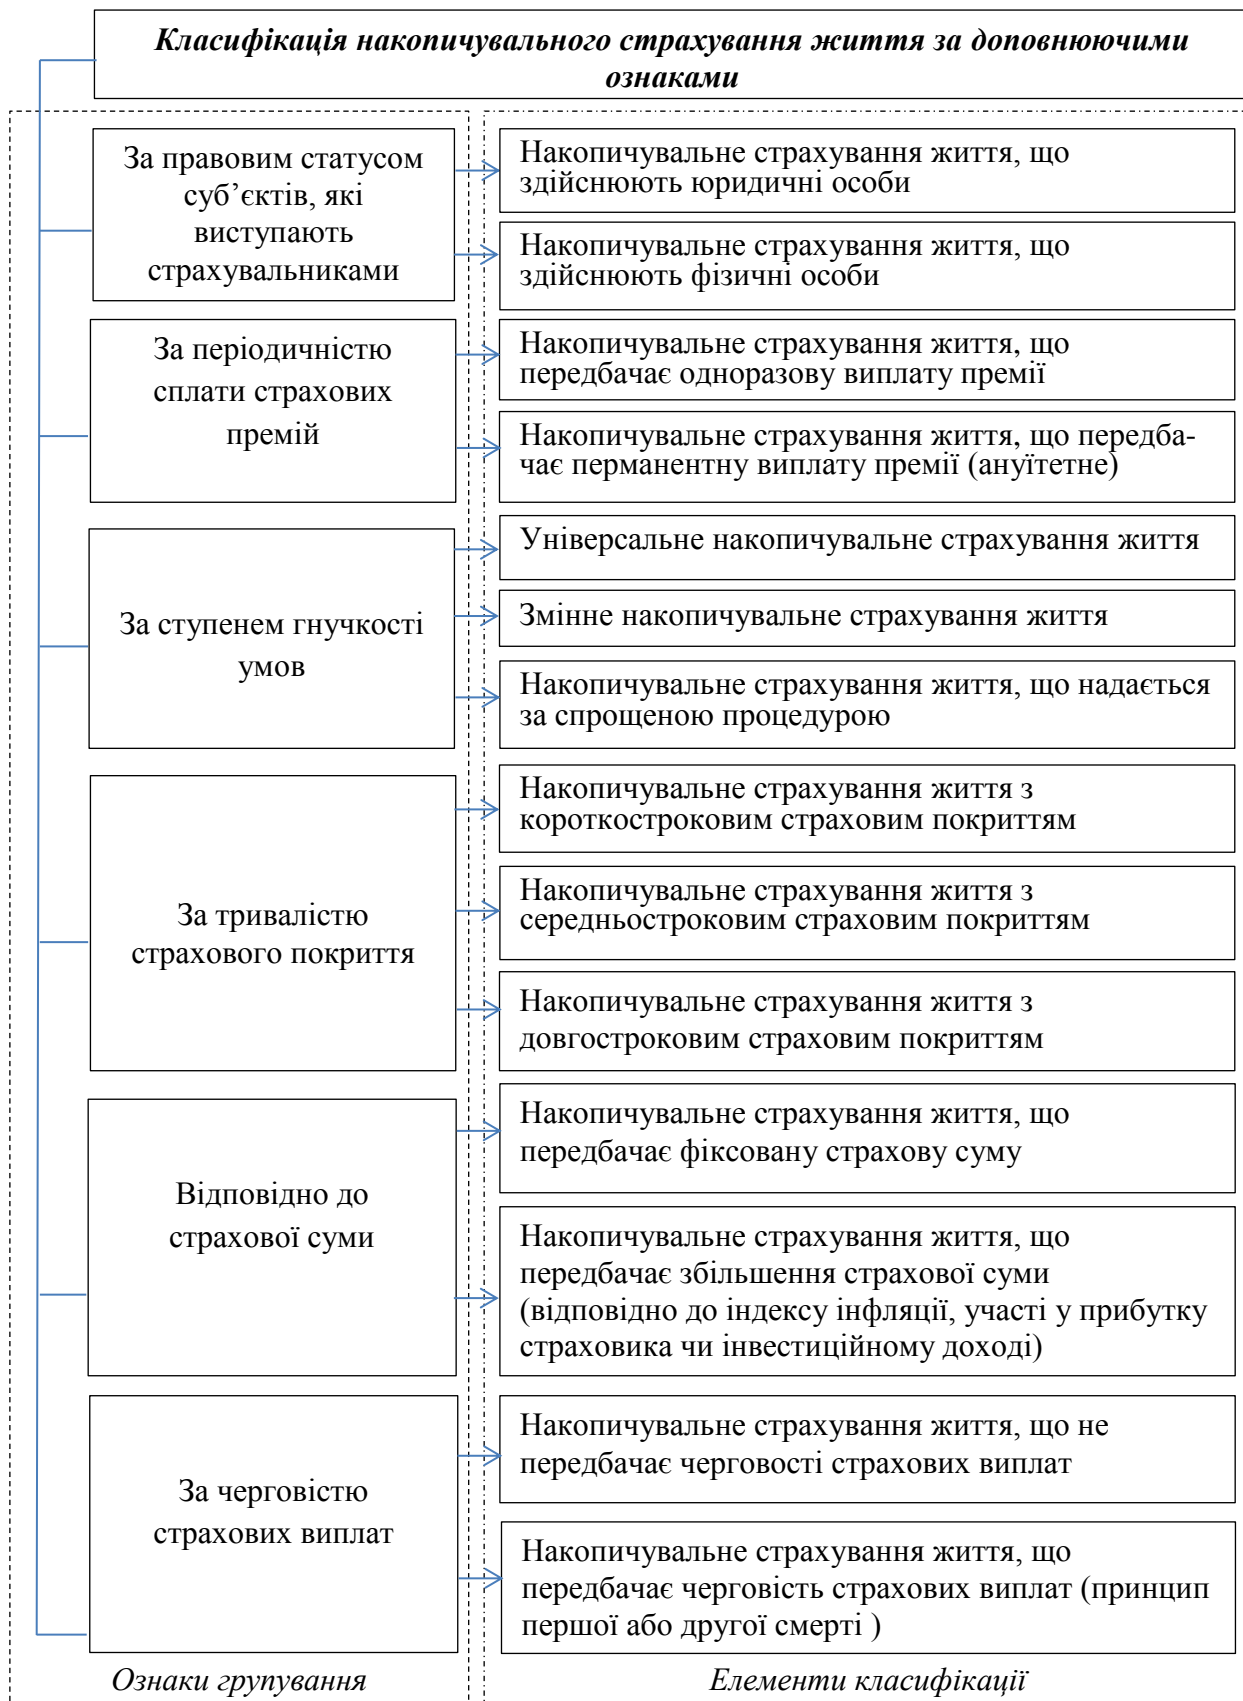 Класифікація накопичувального страхування життя за доповнюючими
ознаками
За правовим статусом
суб’єктів, які
виступають
страхувальниками
Накопичувальне страхування життя, що
здійснюють юридичні особи
Накопичувальне страхування життя, що
здійснюють фізичні особи
За періодичністю
сплати страхових
премій
Накопичувальне страхування життя, що
передбачає одноразову виплату премії
Накопичувальне страхування життя, що передба-
чає перманентну виплату премії (ануїтетне)
За ступенем гнучкості
умов
Універсальне накопичувальне страхування життя
Змінне накопичувальне страхування життя
Накопичувальне страхування життя, що надається
за спрощеною процедурою
За тривалістю
страхового покриття
Накопичувальне страхування життя з
короткостроковим страховим покриттям
Накопичувальне страхування життя з
середньостроковим страховим покриттям
Накопичувальне страхування життя з
довгостроковим страховим покриттям
Відповідно до
страхової суми
Накопичувальне страхування життя, що
передбачає фіксовану страхову суму
Накопичувальне страхування життя, що
передбачає збільшення страхової суми
(відповідно до індексу інфляції, участі у прибутку
страховика чи інвестиційному доході)
За черговістю
страхових виплат
Накопичувальне страхування життя, що не
передбачає черговості страхових виплат
Накопичувальне страхування життя, що
передбачає черговість страхових виплат (принцип
першої або другої смерті )
Ознаки групування
Елементи класифікації